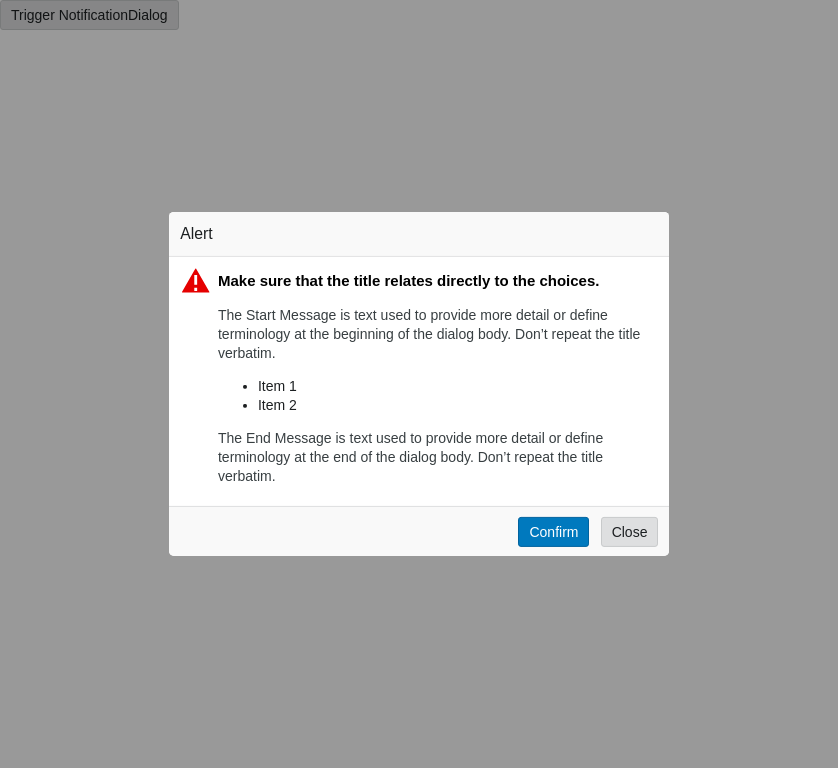 Trigger NotificationDialog
Alert
Make sure that the title relates directly to the choices.
The Start Message is text used to provide more detail or define
terminology at the beginning of the dialog body. Don’t repeat the title
verbatim.
• Item 1
• Item 2
The End Message is text used to provide more detail or define
terminology at the end of the dialog body. Don’t repeat the title
verbatim.
Confirm Close